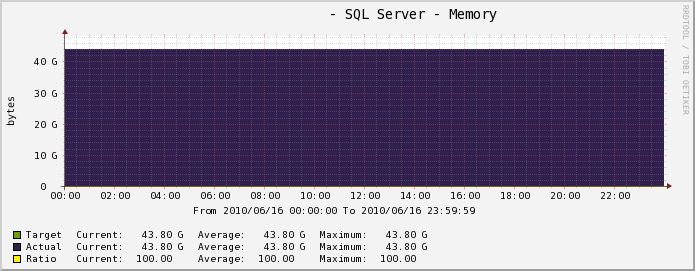 - SQL Server - Memory
RRDTOOL / TOBI OETIKER
bytes
40 G
30 G
20 G
10 G
0
00:00 02:00 04:00 06:00 08:00 10:00 12:00 14:00 16:00 18:00 20:00 22:00
From 2010/06/16 00:00:00 To 2010/06/16 23:59:59
Target Current: 43.80 G Average: 43.80 G Maximum: 43.80 G
Actual Current: 43.80 G Average: 43.80 G Maximum: 43.80 G
Ratio Current: 100.00 Average: 100.00 Maximum: 100.00